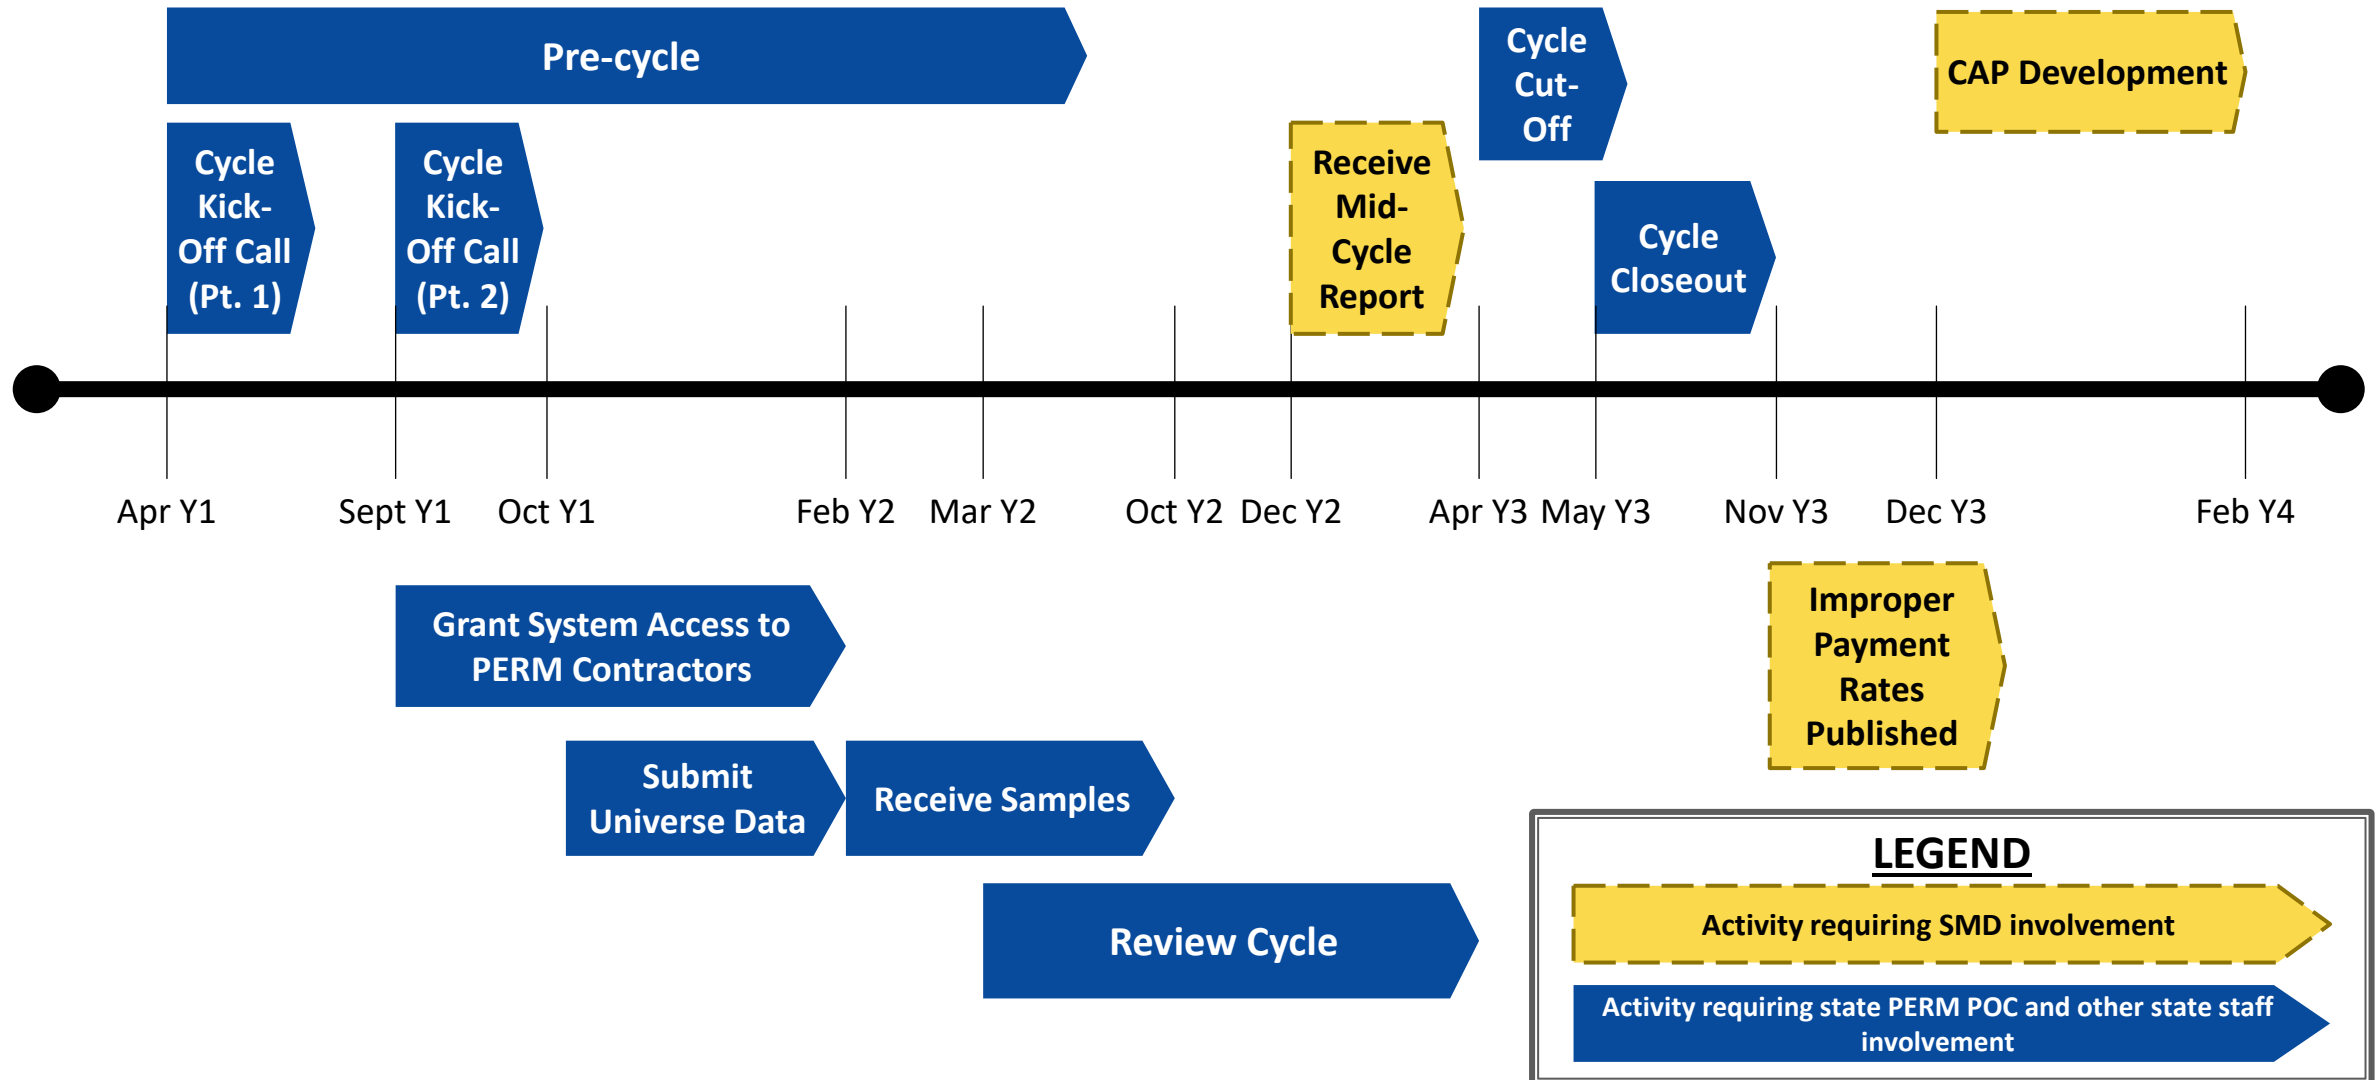 Pre-cycle
Cycle
Cut-
Off
CAP Development
Cycle
Kick-
Off Call
(Pt. 1)
Cycle
Kick-
Off Call
(Pt. 2)
Receive
Mid-
Cycle
Report
Cycle
Closeout
Apr Y1
Sept Y1
Oct Y1
Feb Y2
Mar Y2
Oct Y2
Dec Y2
Apr Y3
May Y3
Nov Y3
Dec Y3
Feb Y4
Grant System Access to
PERM Contractors
Improper
Payment
Rates
Published
Submit
Universe Data
Receive Samples
Review Cycle
LEGEND
Activity requiring SMD involvement
Activity requiring state PERM POC and other state staff
involvement